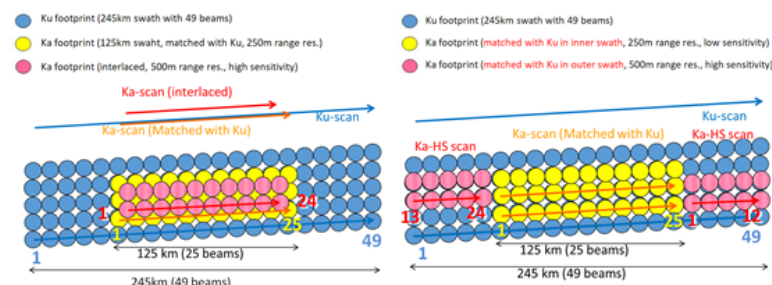 Ku footprint (245km swath with 49 beams)
Ka footprint (125km swaht, matched with Ku, 250m range res.)
Ka footprint (interlaced, 500m range res., high sensitivity)
Ka-scan (interlaced)
Ku-scan
Ka-scan (Matched with Ku)
1
24
1
25
49
1
125 km (25 beams)
245km (49 beams)
Ku footprint (245km swath with 49 beams)
Ka footprint (matched with Ku in inner swath, 250m range res., low sensitivity)
Ka footprint (matched with Ku in outer swath, 500m range res., high sensitivity)
Ku-scan
Ka-HS scan
Ka-scan (Matched with Ku)
Ka-HS scan
13
24
1
25
1
12
1
49
125 km (25 beams)
245 km (49 beams)